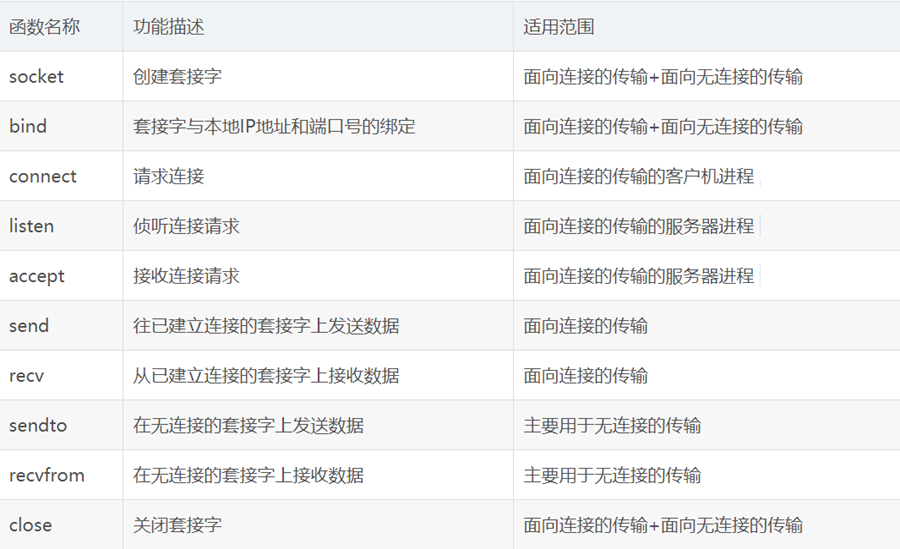 函数名称 功能描述 适用范围
socket 创建套接字 面向连接的传输+面向无连接的传输
bind 套接字与本地IP地址和端口号的绑定 面向连接的传输+面向无连接的传输
connect 请求连接 面向连接的传输的客户机进程
listen 侦听连接请求 面向连接的传输的服务器进程
accept 接收连接请求 面向连接的传输的服务器进程
send 往已建立连接的套接字上发送数据 面向连接的传输
recv 从已建立连接的套接字上接收数据 面向连接的传输
sendto 在无连接的套接字上发送数据 主要用于无连接的传输
recvfrom 在无连接的套接字上接收数据 主要用于无连接的传输
close 关闭套接字 面向连接的传输+面向无连接的传输